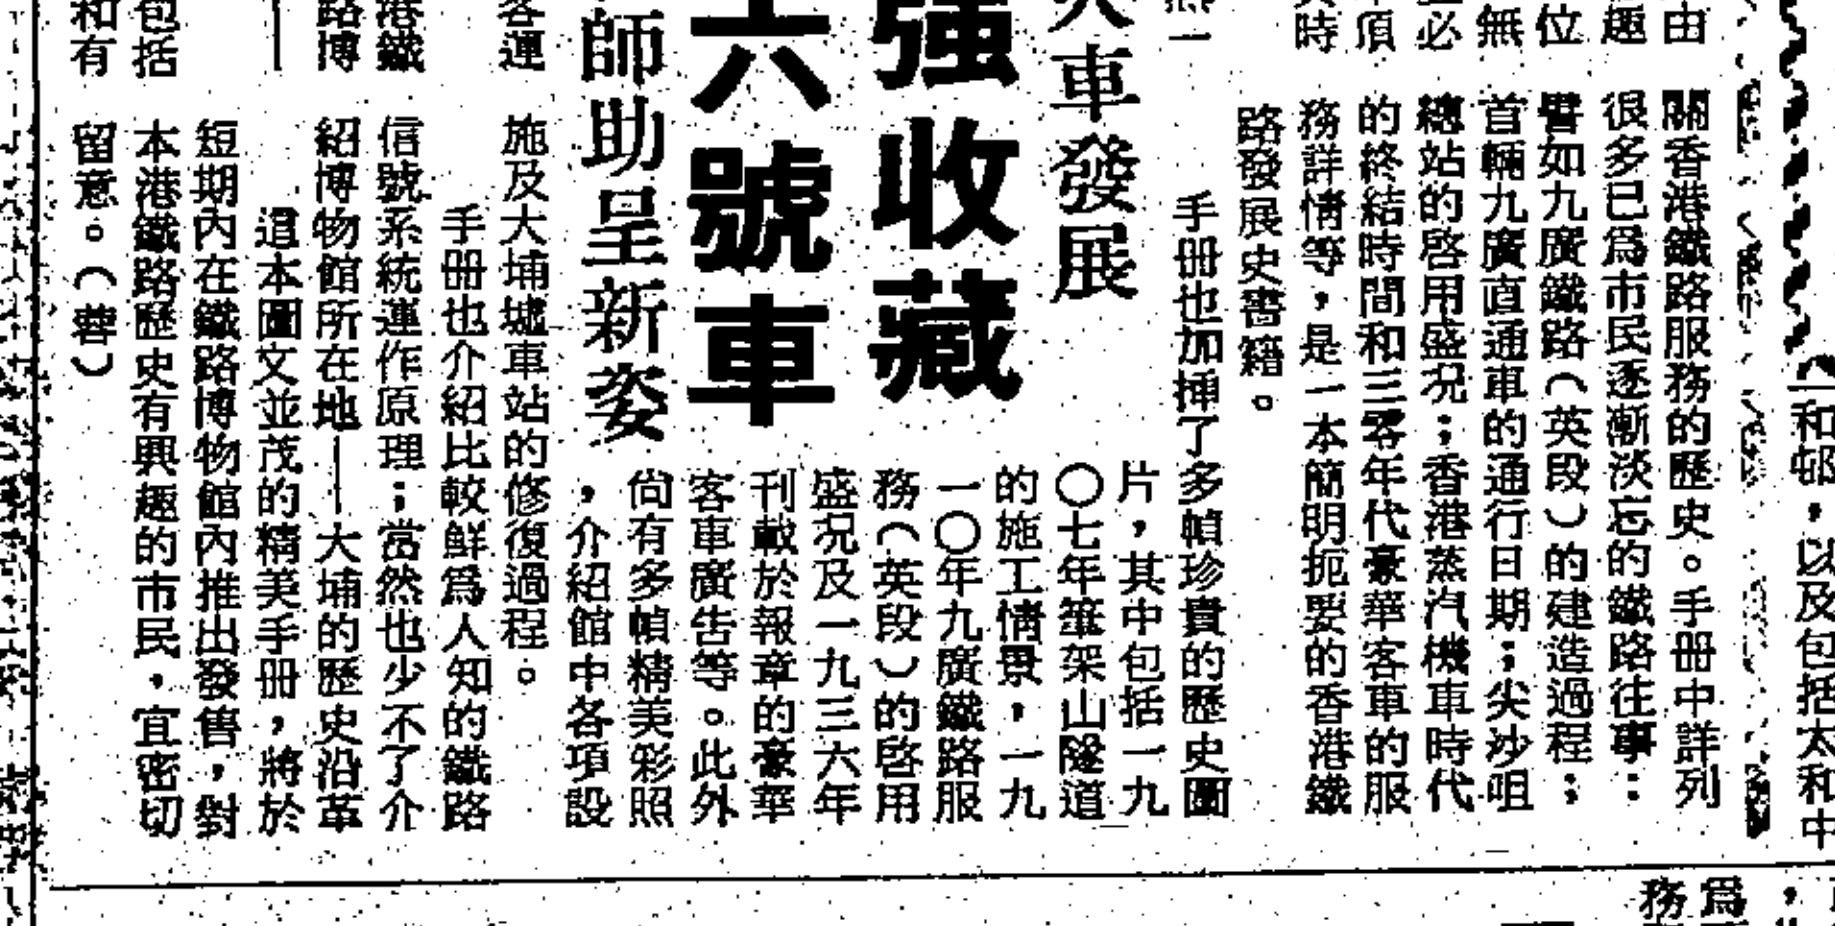 關香港鐵路服務的歷史。手册中詳列
很多已爲市民逐漸淡忘的鐵路往事：
譬如九廣鐵路（英段）的建造過程；
首輛九廣直通車的通行日期；尖沙咀
總站的啓用盛况；香港蒸汽機車時代
的終結時間和三零年代豪華客車的服
務詳情等，是一本簡明扼要的香港鐵
路發展史書籍。
手册也加揷了多幀珍貴的歷史圖
片，其中包括一九
〇七年筆架山隧道
的施工情景，一九
一〇年九廣鐵路服
務（英段）的啓用
盛况及一九三六年
刊載於報章的豪華
客車廣告等。此外
尙有多幀精美彩照
，介紹館中各項設
施及大埔墟車站的修復過程。
手册也介紹比較鮮爲人知的鐵路
信號系統運作原理；當然也少不了介
紹博物館所在地——大埔的歷史沿革
這本圖文並茂的精美手册，將於
短期內在鐵路博物館內推出發售，對
本港鐵路歷史有興趣的市民，宜密切
留意。（蓉）
火車發展
强收藏
六號車
師助呈新姿
由
趣
位
無
必
項
時
客運
港鐵
路博
包括
和有
和邨，以及包括太和中
爲
務